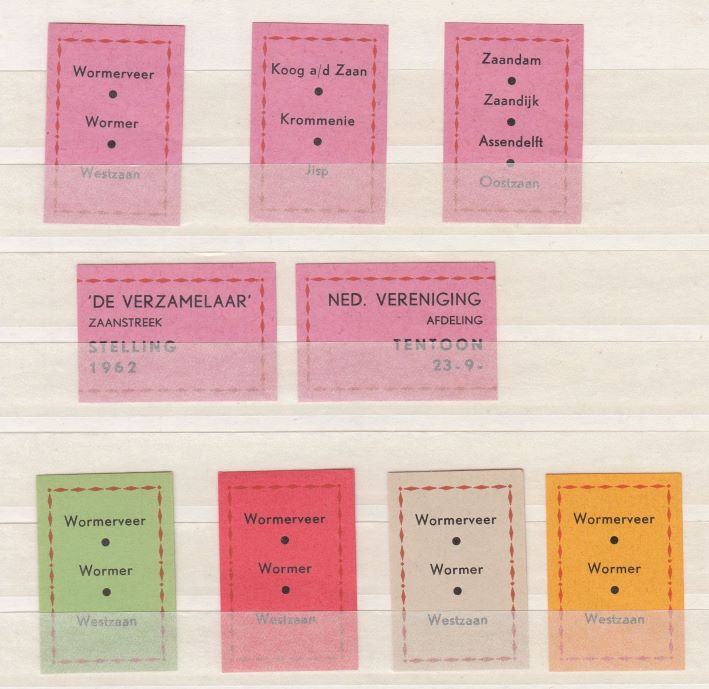 Wormerveer
Wormer
Westzaan
Koog a/d Zaan
Krommenie
Jisp
Zaandam
Zaandijk
Assendelft
Oostzaan
'DE VERZAMELAAR'
ZAANSTREEK
STELLING
1962
NED. VERENIGING
AFDELING
TENTOON
23-9-
Wormerveer
Wormer
Westzaan
Wormerveer
Wormer
Westzaan
Wormerveer
Wormer
Westzaan
Wormerveer
Wormer
Westzaan